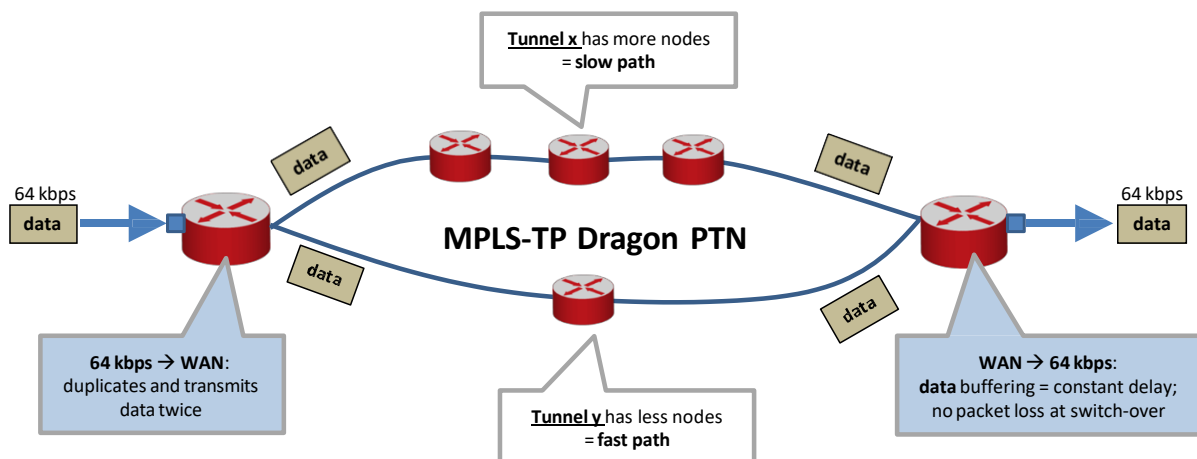 Tunnel x has more nodes
= slow path
data
data
64 kbps
data
64 kbps
data
MPLS-TP Dragon PTN
data
data
64 kbps → WAN:
duplicates and transmits
data twice
WAN → 64 kbps:
data buffering = constant delay;
no packet loss at switch-over
Tunnel y has less nodes
= fast path